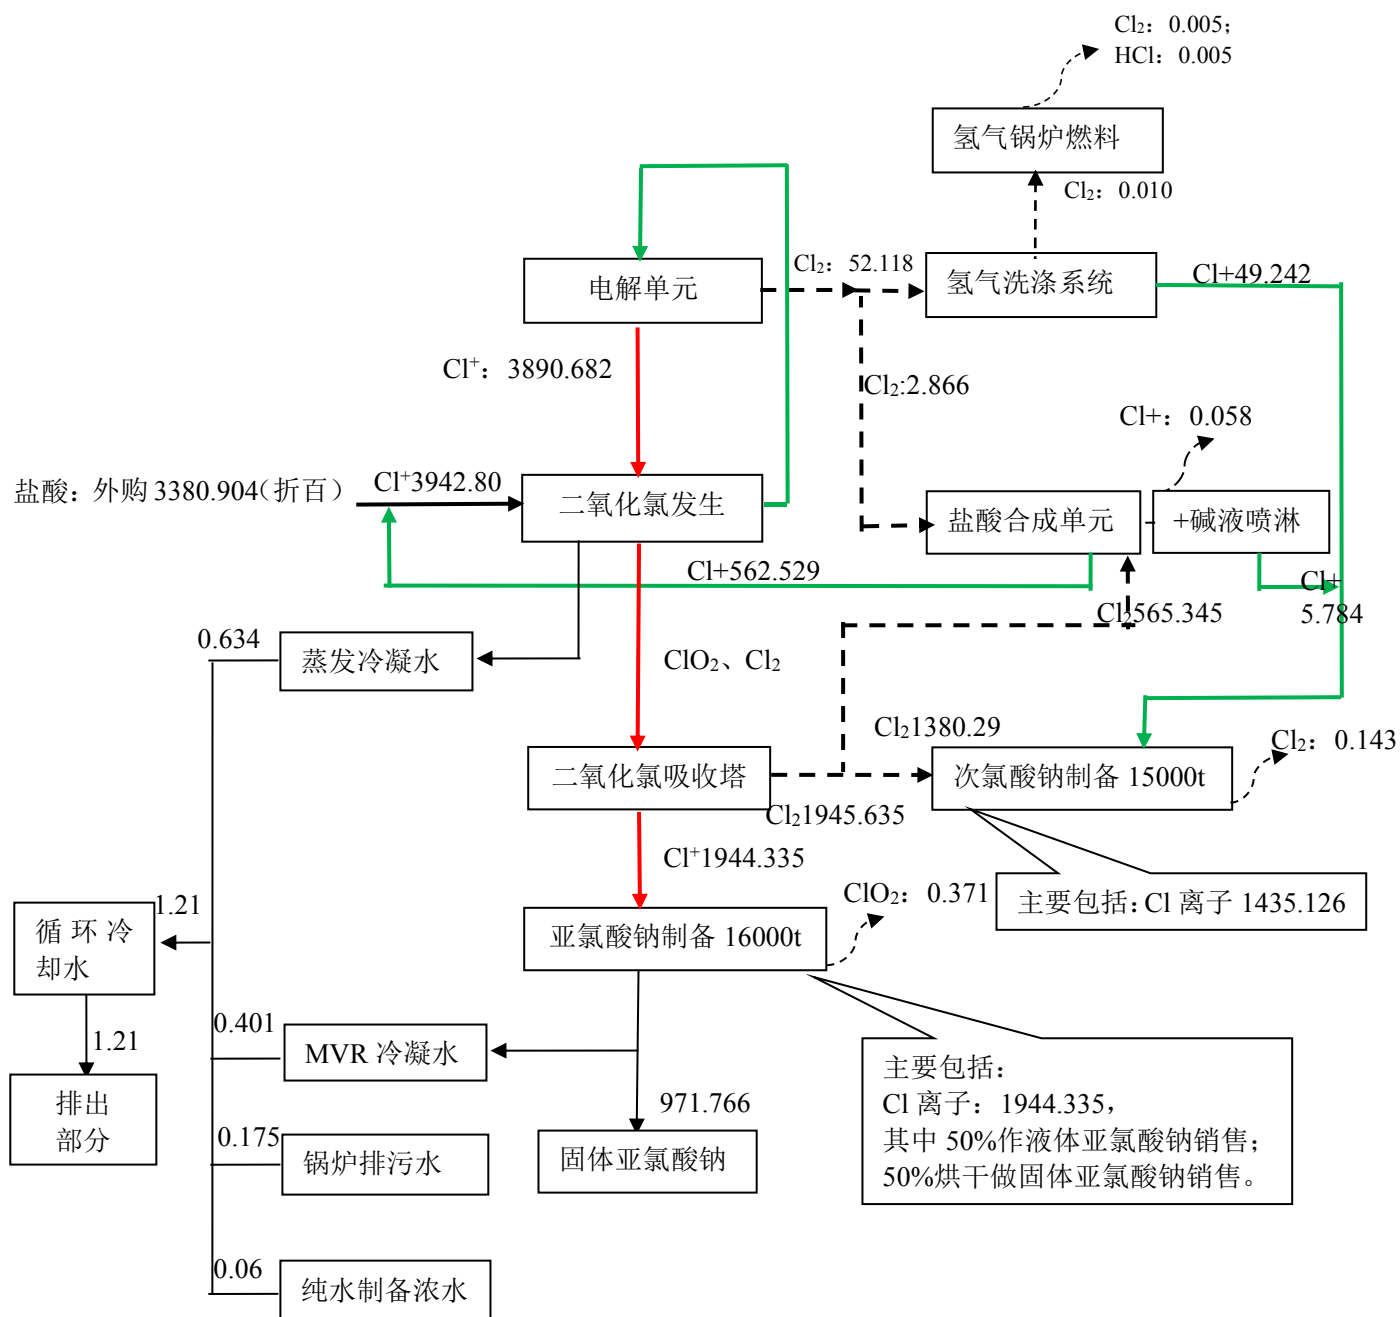 Cl₂：0.005；
HCl：0.005
氢气锅炉燃料
Cl₂：0.010
电解单元
Cl₂：52.118
氢气洗涤系统
Cl+49.242
Cl⁺：3890.682
Cl₂:2.866
Cl+：0.058
盐酸：外购 3380.904（折百）
Cl⁺3942.80
二氧化氯发生
盐酸合成单元
+碱液喷淋
Cl+562.529
Cl+
5.784
Cl₂565.345
0.634
蒸发冷凝水
ClO₂、Cl₂
Cl₂1380.29
Cl₂：0.143
二氧化氯吸收塔
次氯酸钠制备 15000t
Cl₂1945.635
Cl⁺1944.335
ClO₂：0.371
主要包括：Cl 离子 1435.126
1.21
循环冷
却水
亚氯酸钠制备 16000t
0.401
1.21
MVR 冷凝水
主要包括：
Cl 离子：1944.335，
其中 50%作液体亚氯酸钠销售；
50%烘干做固体亚氯酸钠销售。
排出
部分
971.766
0.175
锅炉排污水
固体亚氯酸钠
0.06
纯水制备浓水